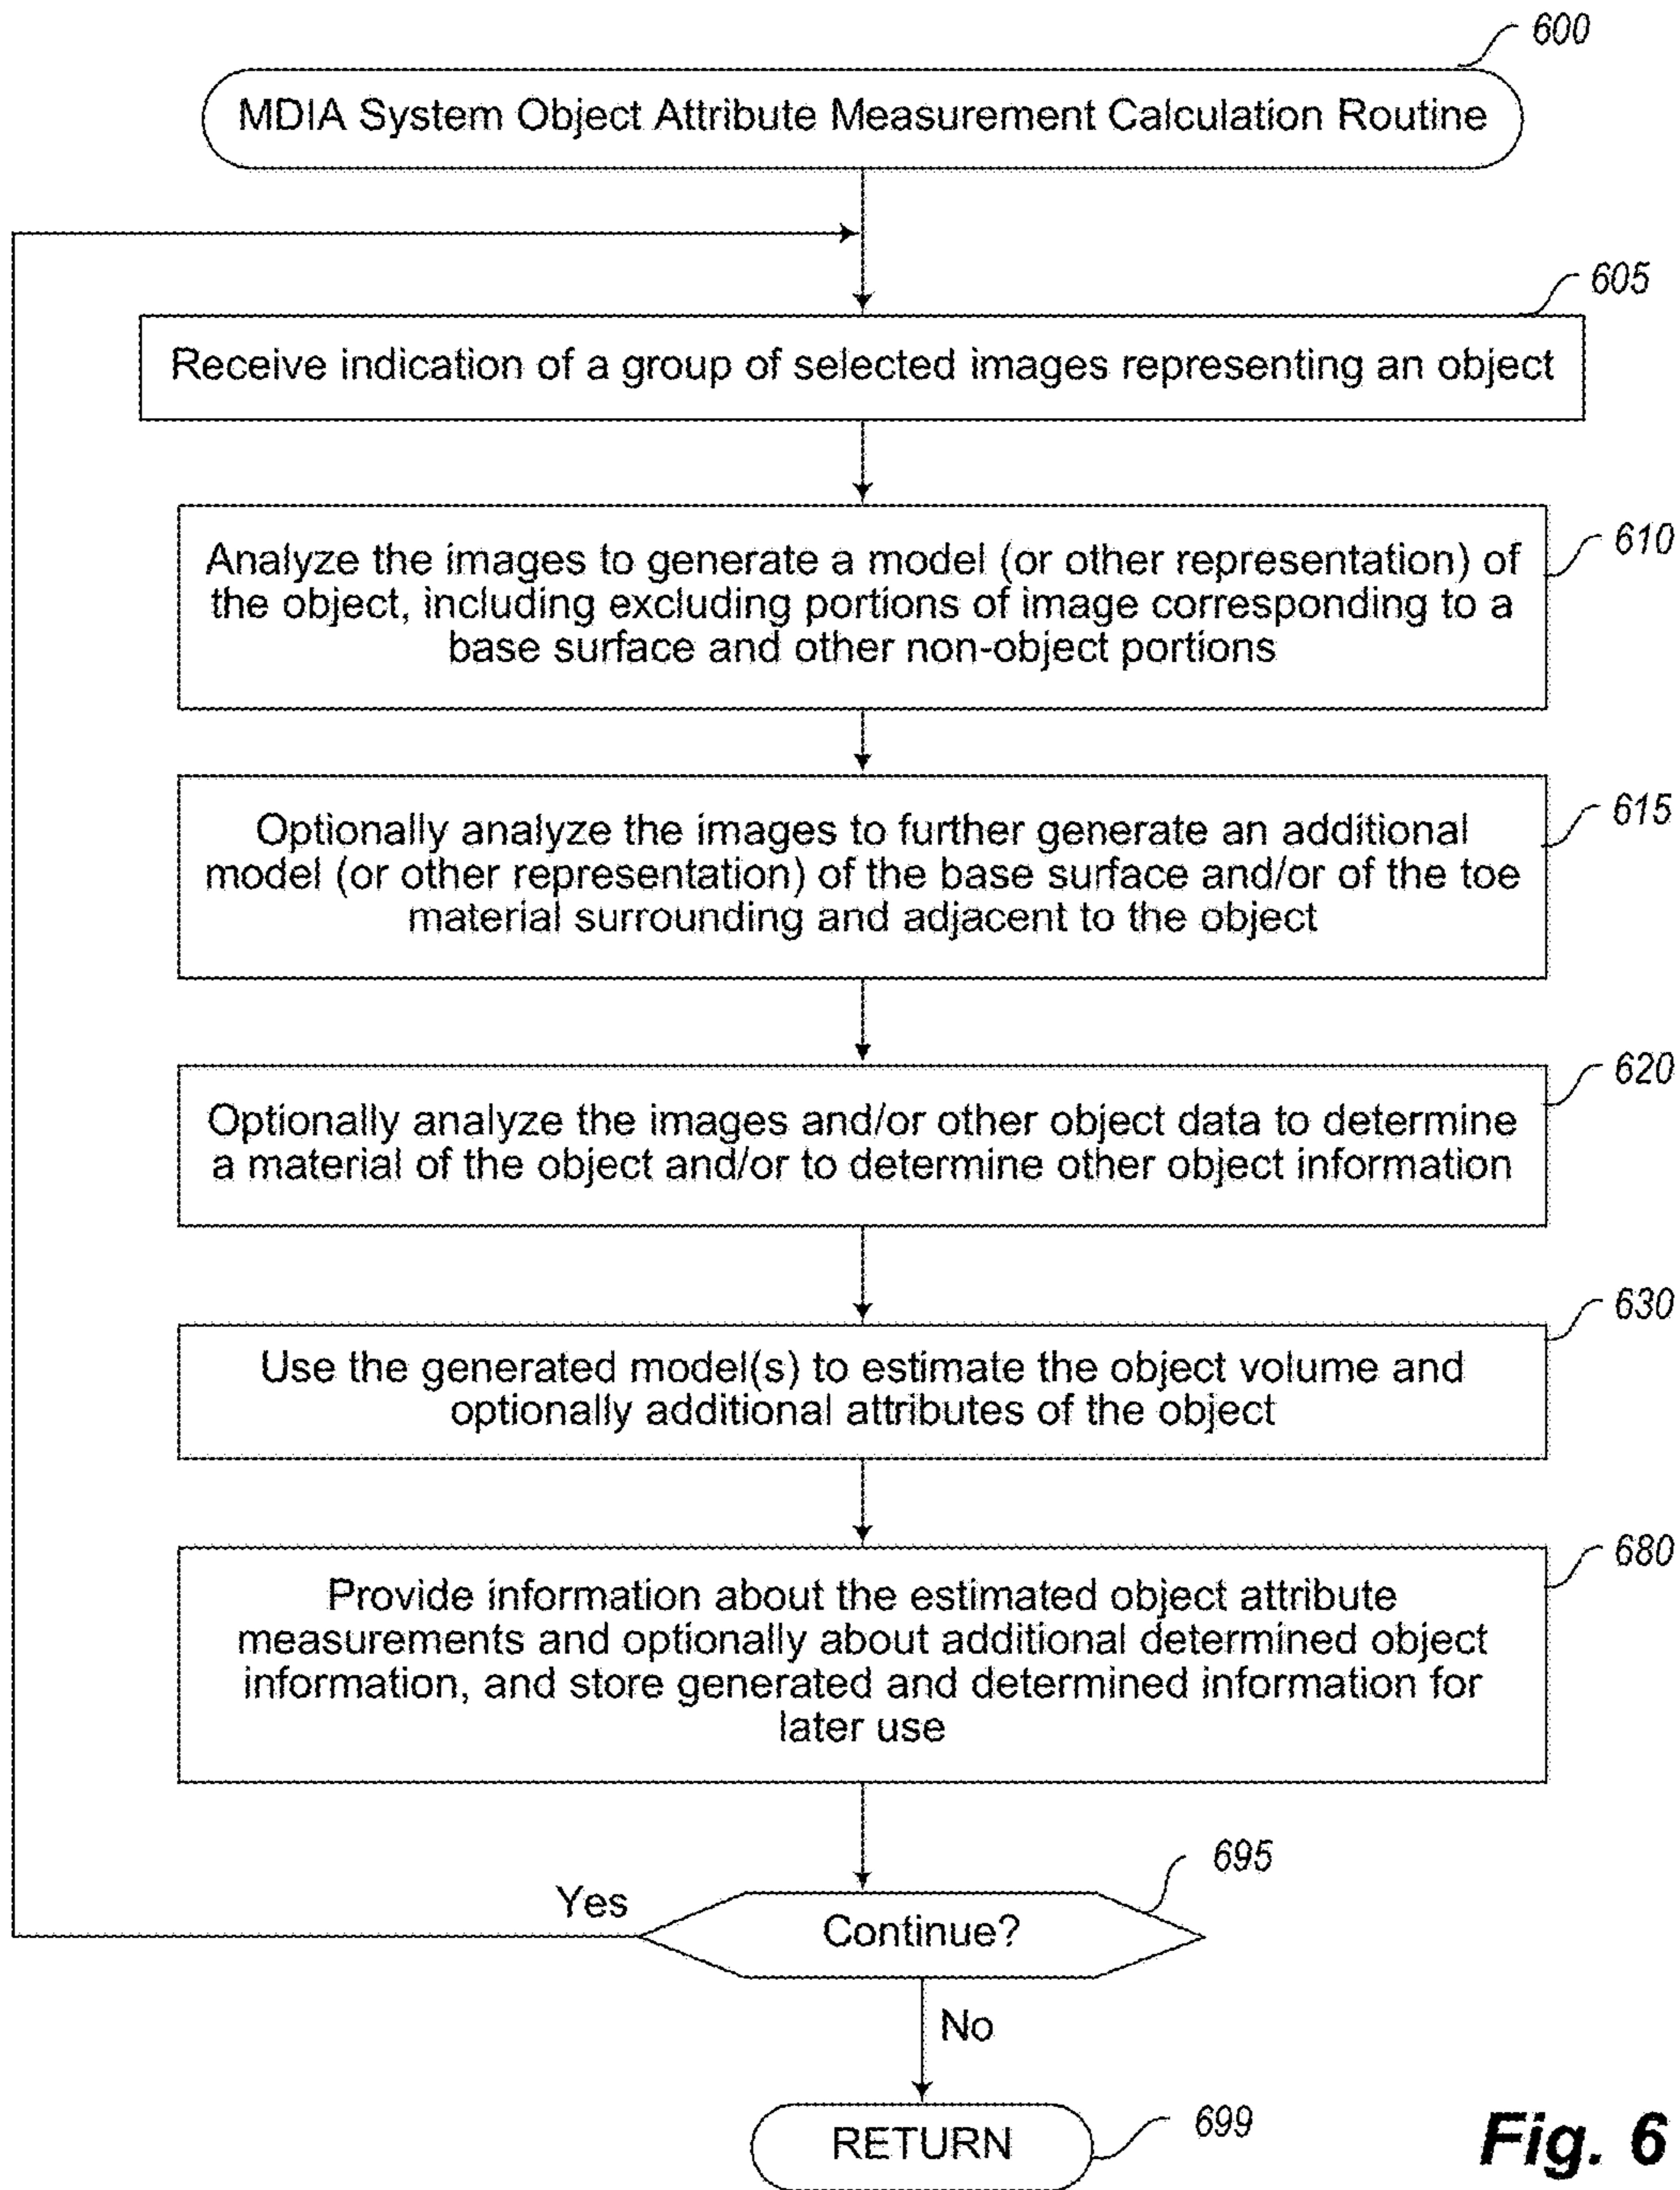 600
MDIA System Object Attribute Measurement Calculation Routine
605
Receive indication of a group of selected images representing an object
610
Analyze the images to generate a model (or other representation) of
the object, including excluding portions of image corresponding to a
base surface and other non-object portions
615
Optionally analyze the images to further generate an additional
model (or other representation) of the base surface and/or of the toe
material surrounding and adjacent to the object
620
Optionally analyze the images and/or other object data to determine
a material of the object and/or to determine other object information
630
Use the generated model(s) to estimate the object volume and
optionally additional attributes of the object
680
Provide information about the estimated object attribute
measurements and optionally about additional determined object
information, and store generated and determined information for
later use
695
Yes
Continue?
No
RETURN
699
Fig. 6